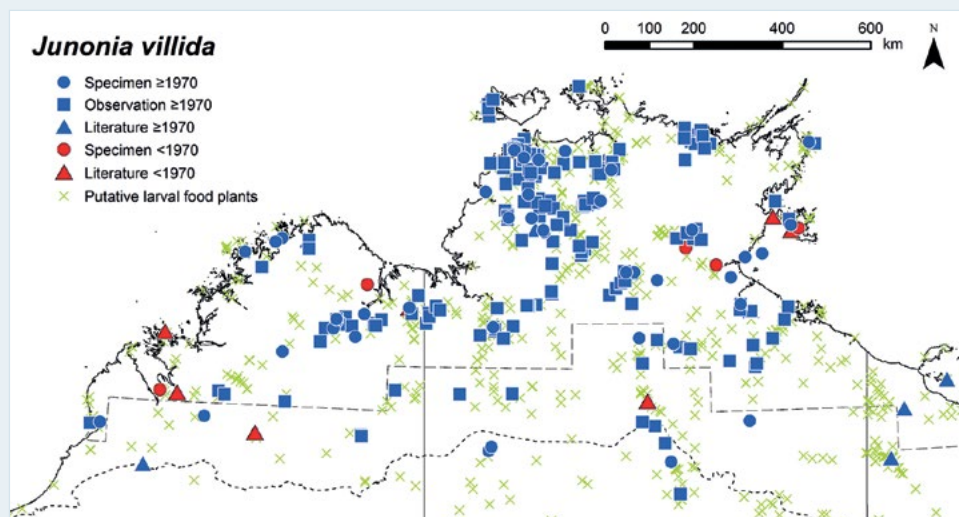 Junonia villida
Specimen ≥1970
Observation ≥1970
Literature ≥1970
Specimen <1970
Literature <1970
Putative larval food plants
0 100 200 400 600
km
N